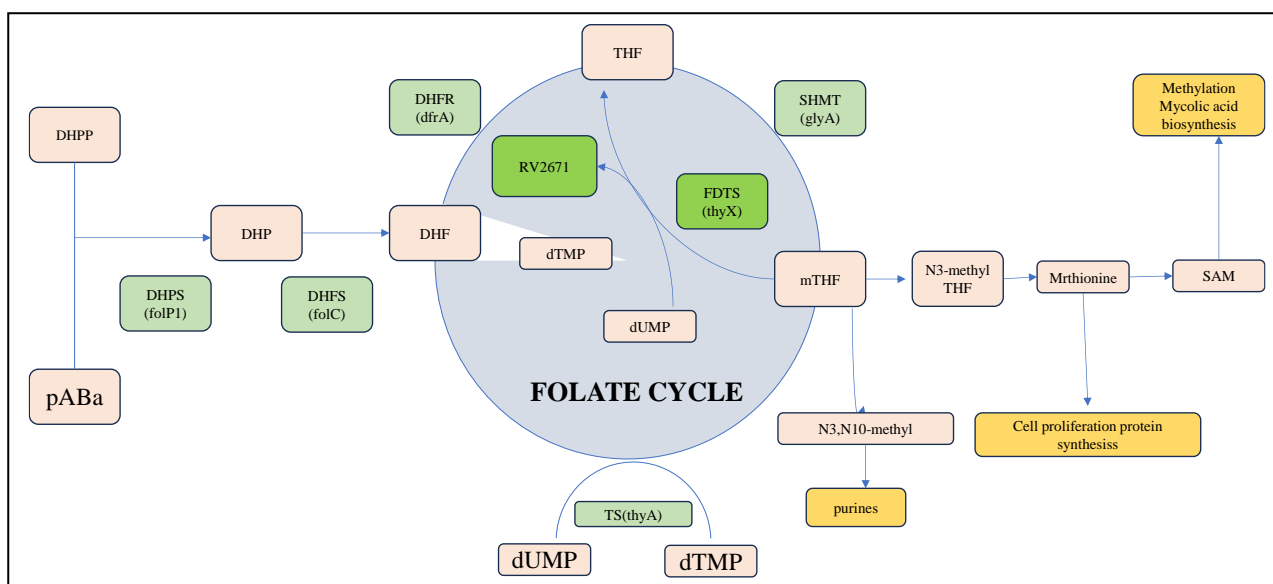 THF
DHFR
(dfrA)
SHMT
(glyA)
Methylation
Mycolic acid
biosynthesis
DHPP
RV2671
FDTS
(thyX)
DHP
DHF
dTMP
mTHF
N3-methyl
THF
Mrthionine
SAM
DHPS
(folP1)
DHFS
(folC)
dUMP
pABa
FOLATE CYCLE
N3,N10-methyl
Cell proliferation protein
synthesiss
purines
TS(thyA)
dUMP
dTMP